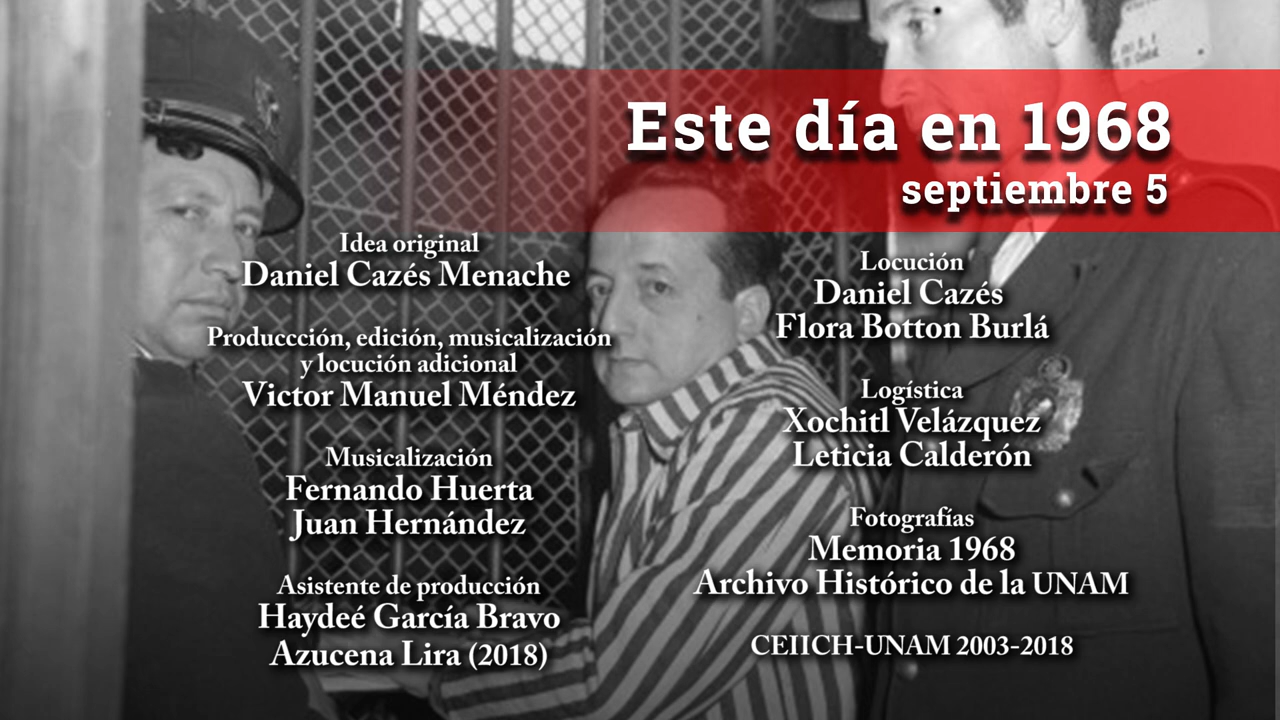 Este día en 1968
septiembre 5
Idea original
Daniel Cazés Menache
Produccción, edición, musicalización
y locución adicional
Victor Manuel Méndez
Musicalización
Fernando Huerta
Juan Hernández
Asistente de producción
Haydeé García Bravo
Azucena Lira (2018)
Locución
Daniel Cazés
Flora Botton Burlá
Logística
Xochitl Velázquez
Leticia Calderón
Fotografías
Memoria 1968
Archivo Histórico de la UNAM
CEIICH-UNAM 2003-2018